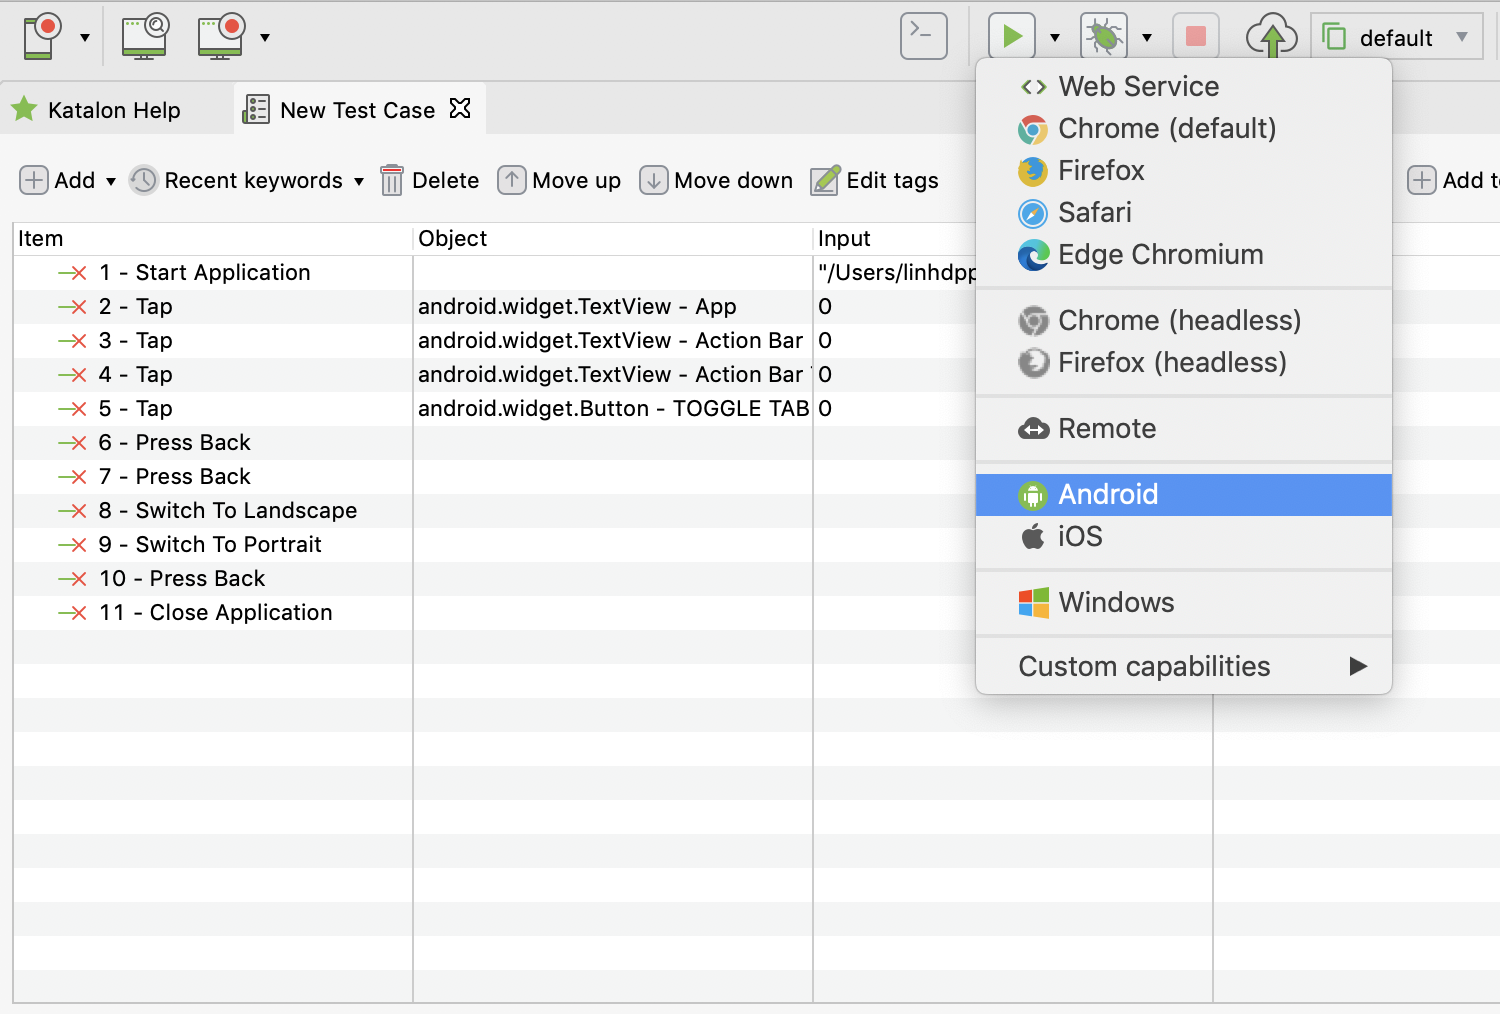 default
Katalon Help
New Test Case
Add
Recent keywords
Delete
Move up
Move down
Edit tags
Add t
Item
Object
Input
1 - Start Application
"/Users/linhdpp
2 - Tap
android.widget.TextView - App
0
3 - Tap
android.widget.TextView - Action Bar
0
4 - Tap
android.widget.TextView - Action Bar
0
5 - Tap
android.widget.Button - TOGGLE TAB
0
6 - Press Back
7 - Press Back
8 - Switch To Landscape
9 - Switch To Portrait
10 - Press Back
11 - Close Application
Web Service
Chrome (default)
Firefox
Safari
Edge Chromium
Chrome (headless)
Firefox (headless)
Remote
Android
iOS
Windows
Custom capabilities